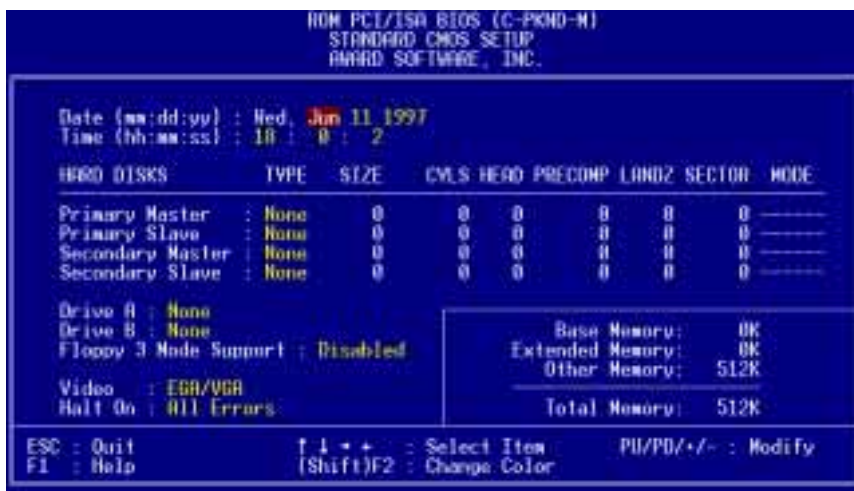 ROM PCI/ISA BIOS (C-PKND-M)
STANDARD CMOS SETUP
AWARD SOFTWARE, INC.
Date (mm:dd:yy) : Wed, Jun 11 1997
Time (hh:mm:ss) : 18 : 0 : 2
HARD DISKS TYPE SIZE CYLS HEAD PRECOMP LANDZ SECTOR MODE
Primary Master : None 0 0 0 0 0 0 ------
Primary Slave : None 0 0 0 0 0 0 ------
Secondary Master : None 0 0 0 0 0 0 ------
Secondary Slave : None 0 0 0 0 0 0 ------
Drive A : None
Drive B : None
Floppy 3 Mode Support : Disabled
Video : EGA/VGA
Halt On : All Errors
Base Memory: 0K
Extended Memory: 0K
Other Memory: 512K
Total Memory: 512K
ESC : Quit ↑ ↓ → ← : Select Item PU/PD/+/- : Modify
F1 : Help (Shift)F2 : Change Color